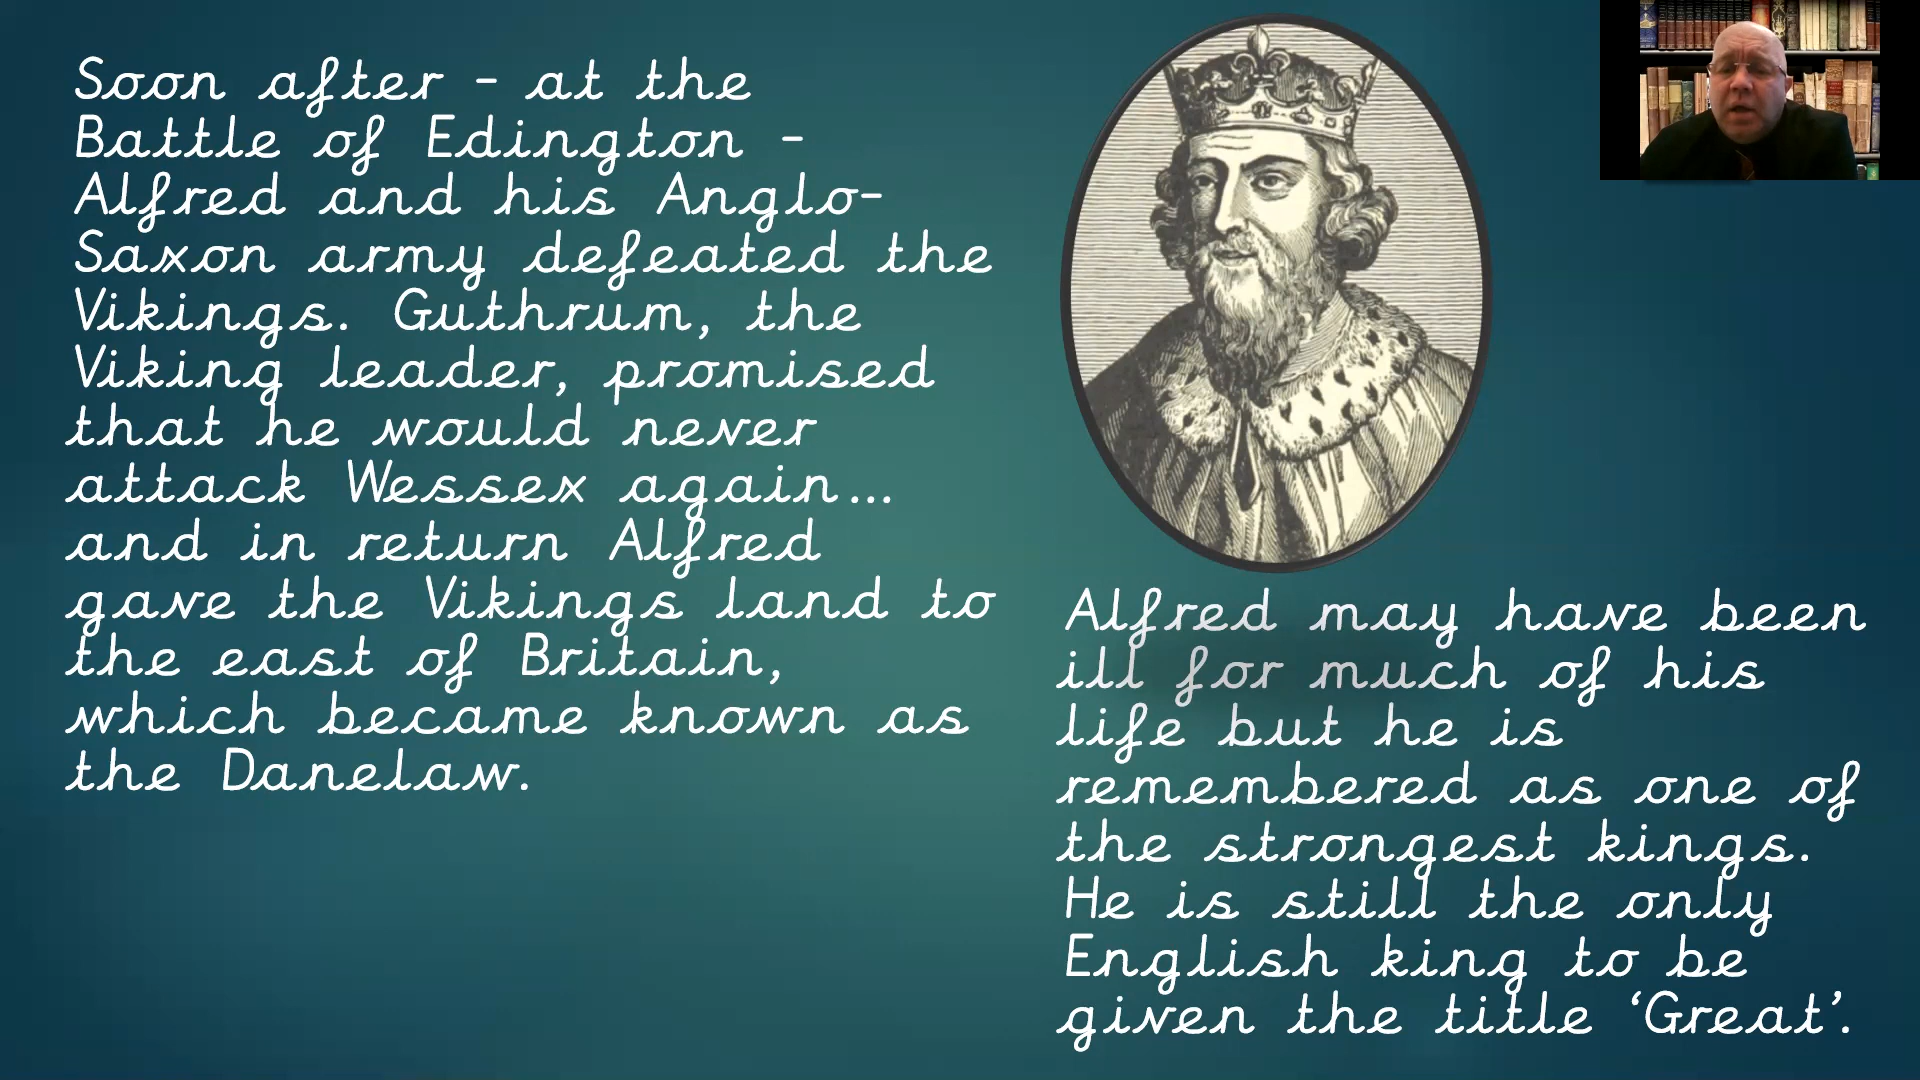 Soon after - at the
Battle of Edington -
Alfred and his Anglo-
Saxon army defeated the
Vikings. Guthrum, the
Viking leader, promised
that he would never
attack Wessex again...
and in return Alfred
gave the Vikings land to
the east of Britain,
which became known as
the Danelaw.
Alfred may have been
ill for much of his
life but he is
remembered as one of
the strongest kings.
He is still the only
English king to be
given the title ‘Great’.